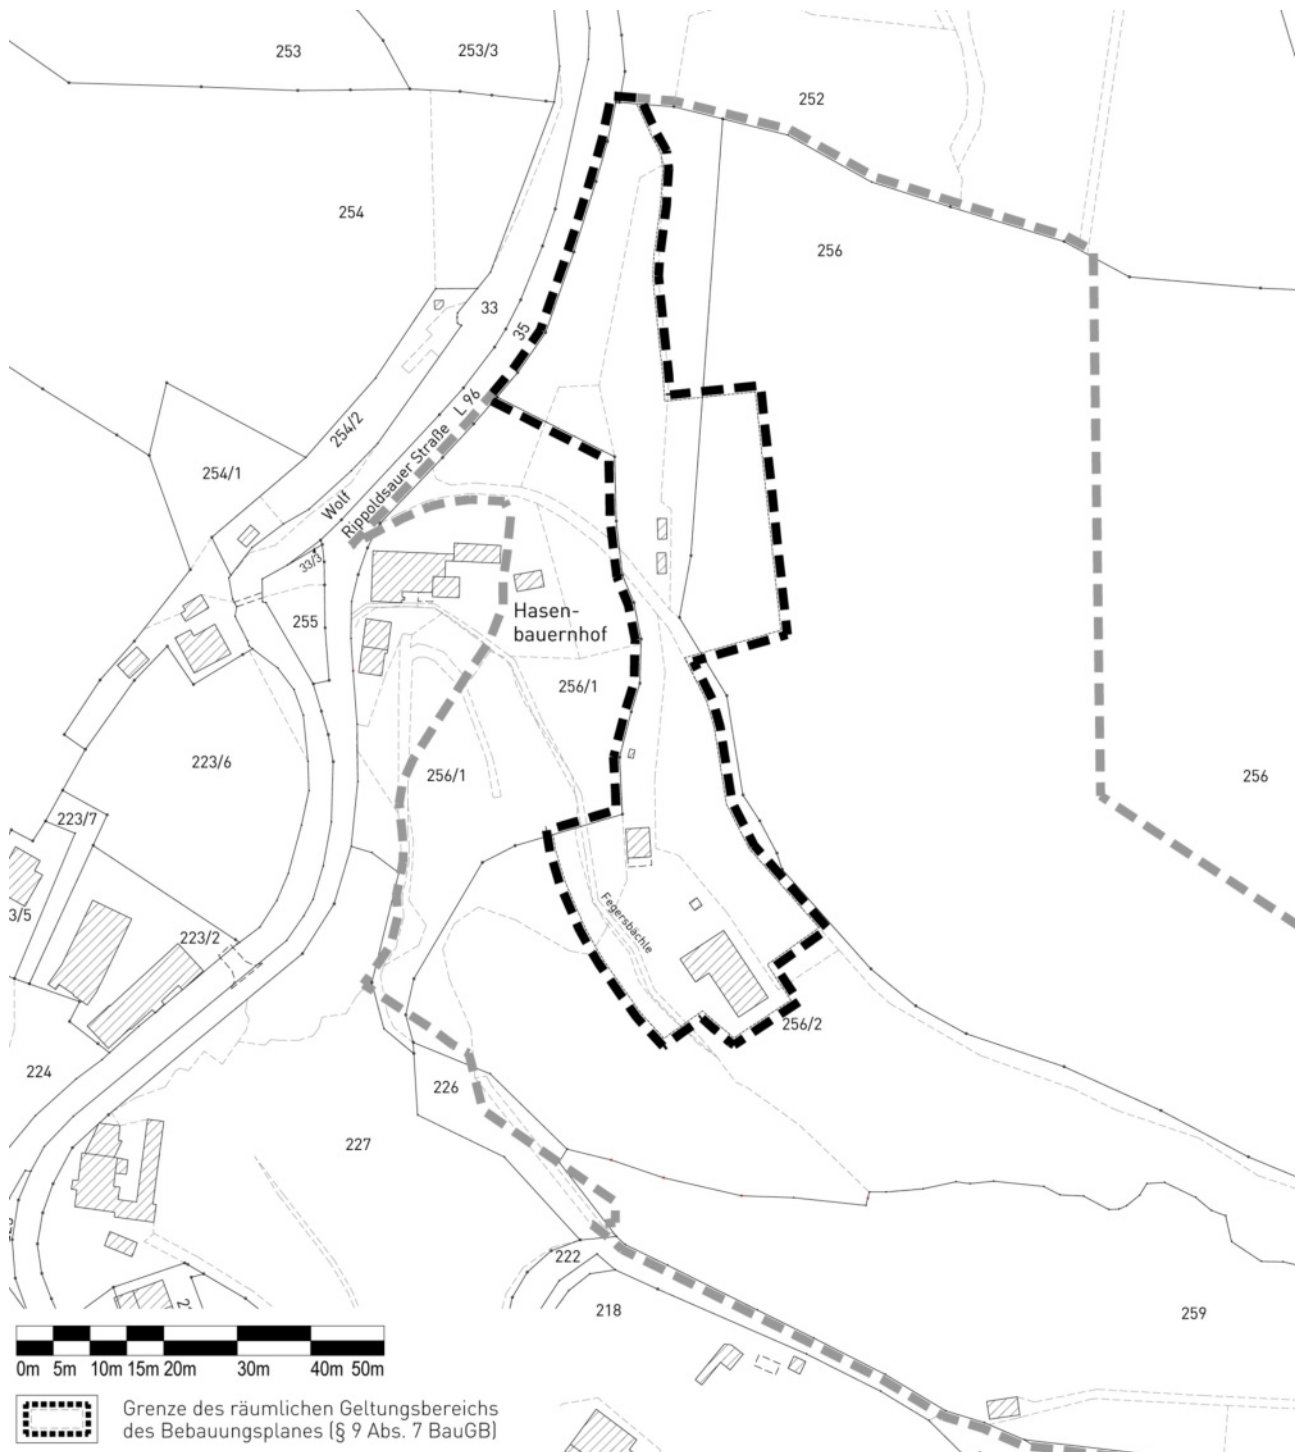 253
253/3
252
254
256
33
35
L 96
254/2
Rippoldsauer Straße
254/1
Wolf
33/3
Hasen-
bauernhof
255
256/1
223/6
256/1
256
223/7
3/5
223/2
Fegersbächle
256/2
224
226
227
222
218
259
0m 5m 10m 15m 20m 30m 40m 50m
Grenze des räumlichen Geltungsbereichs
des Bebauungsplanes (§ 9 Abs. 7 BauGB)